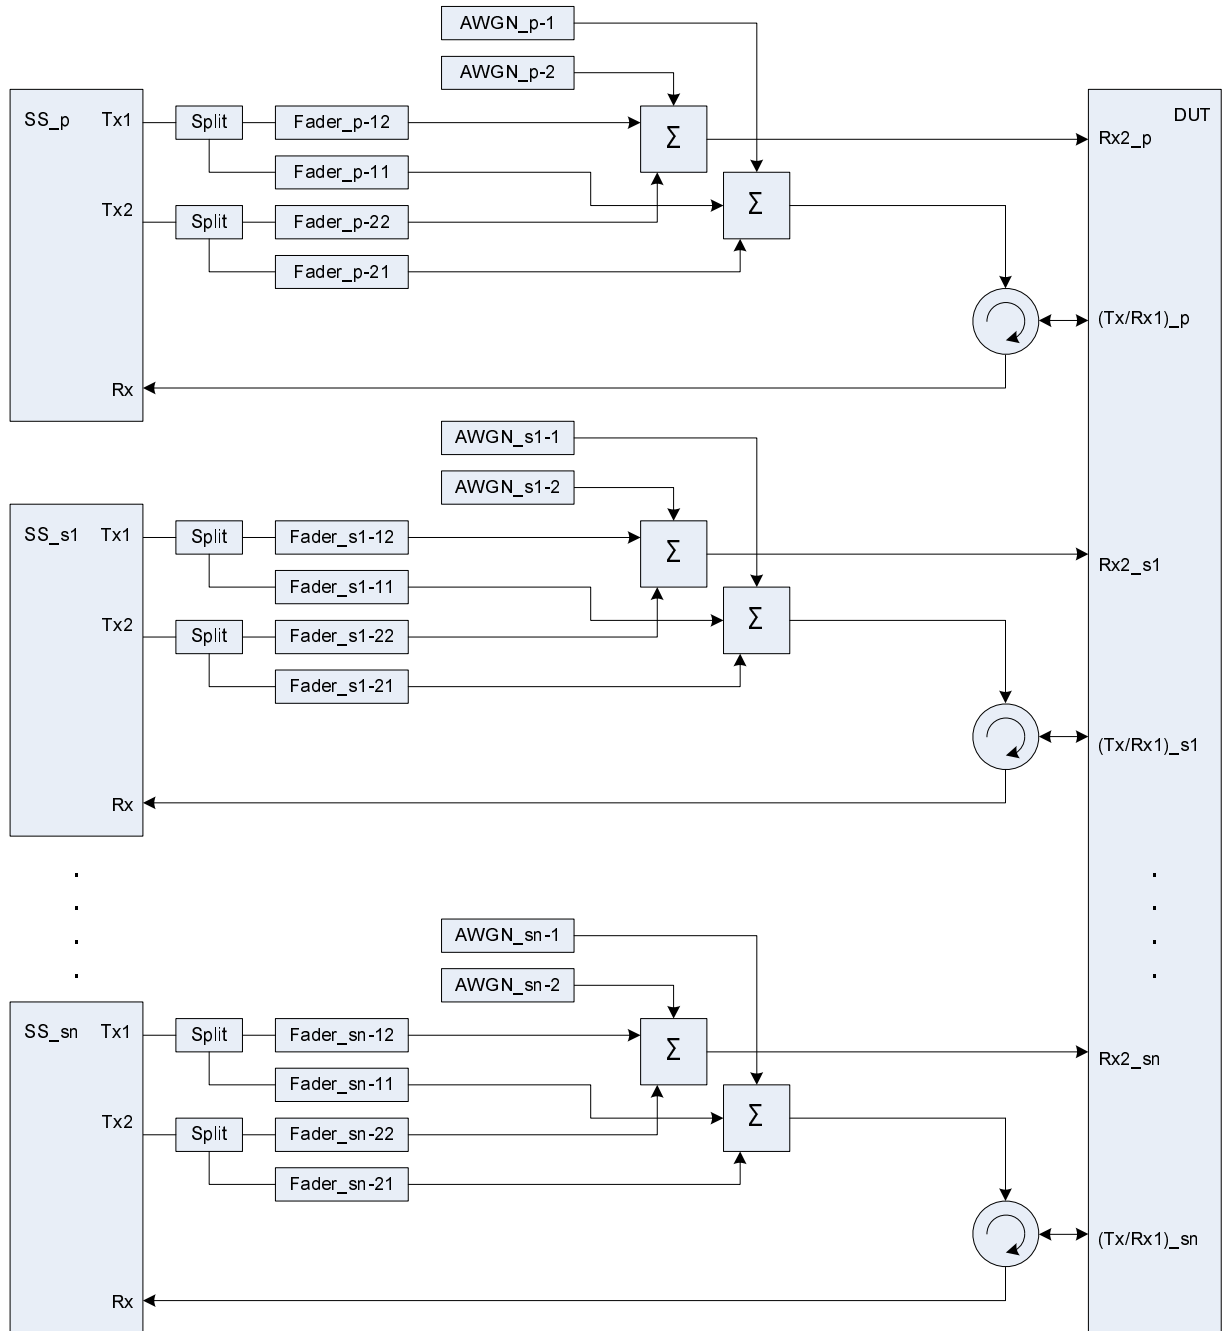 AWGN_p-1
AWGN_p-2
SS_p Tx1 Split Fader_p-12 Σ DUT
Rx2_p
Fader_p-11
Tx2 Split Fader_p-22 Σ
Fader_p-21
(Tx/Rx1)_p
Rx
AWGN_s1-1
AWGN_s1-2
SS_s1 Tx1 Split Fader_s1-12 Σ
Rx2_s1
Fader_s1-11
Tx2 Split Fader_s1-22 Σ
Fader_s1-21
(Tx/Rx1)_s1
Rx
AWGN_sn-1
AWGN_sn-2
SS_sn Tx1 Split Fader_sn-12 Σ
Rx2_sn
Fader_sn-11
Tx2 Split Fader_sn-22 Σ
Fader_sn-21
(Tx/Rx1)_sn
Rx